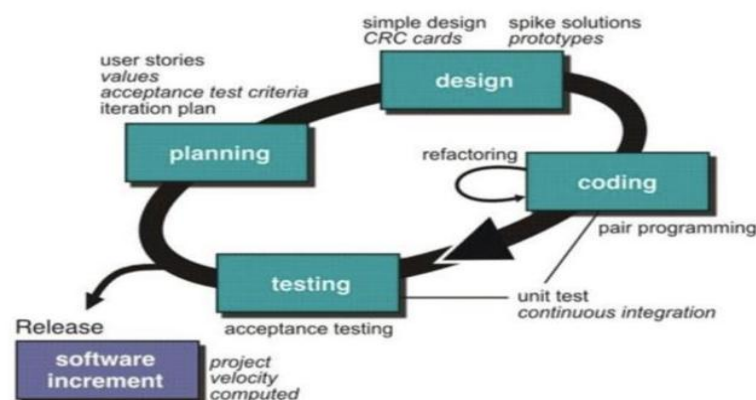 simple design
CRC cards
spike solutions
prototypes
design
user stories
values
acceptance test criteria
iteration plan
planning
refactoring
coding
pair programming
testing
acceptance testing
unit test
continuous integration
Release
software
increment
project
velocity
computed